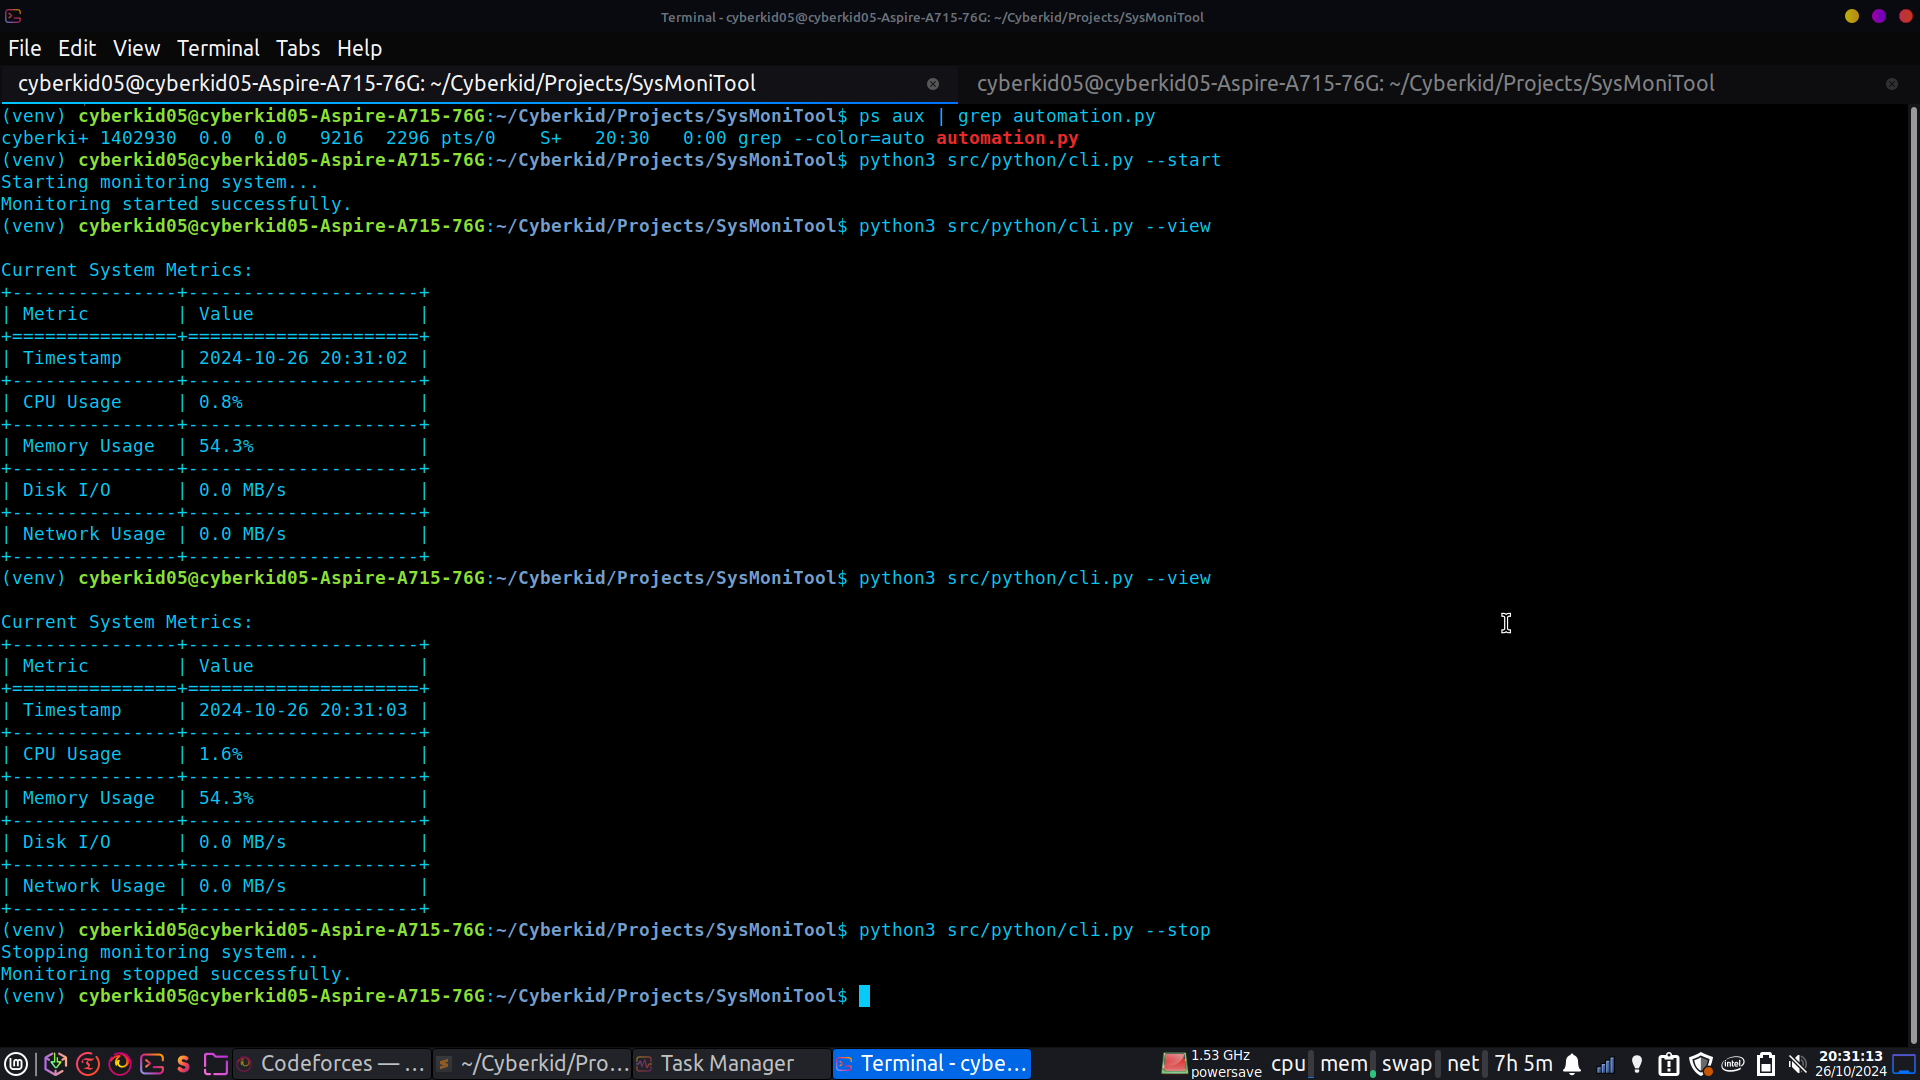 Terminal - cyberkid05@cyberkid05-Aspire-A715-76G: ~/Cyberkid/Projects/SysMoniTool
File Edit View Terminal Tabs Help
cyberkid05@cyberkid05-Aspire-A715-76G: ~/Cyberkid/Projects/SysMoniTool cyberkid05@cyberkid05-Aspire-A715-76G: ~/Cyberkid/Projects/SysMoniTool
(venv) cyberkid05@cyberkid05-Aspire-A715-76G:~/Cyberkid/Projects/SysMoniTool$ ps aux | grep automation.py
cyberki+ 1402930  0.0  0.0   9216  2296 pts/0    S+   20:30   0:00 grep --color=auto automation.py
(venv) cyberkid05@cyberkid05-Aspire-A715-76G:~/Cyberkid/Projects/SysMoniTool$ python3 src/python/cli.py --start
Starting monitoring system...
Monitoring started successfully.
(venv) cyberkid05@cyberkid05-Aspire-A715-76G:~/Cyberkid/Projects/SysMoniTool$ python3 src/python/cli.py --view

Current System Metrics:
+---------------+---------------------+
| Metric        | Value               |
+===============+=====================+
| Timestamp     | 2024-10-26 20:31:02 |
+---------------+---------------------+
| CPU Usage     | 0.8%                |
+---------------+---------------------+
| Memory Usage  | 54.3%               |
+---------------+---------------------+
| Disk I/O      | 0.0 MB/s            |
+---------------+---------------------+
| Network Usage | 0.0 MB/s            |
+---------------+---------------------+
(venv) cyberkid05@cyberkid05-Aspire-A715-76G:~/Cyberkid/Projects/SysMoniTool$ python3 src/python/cli.py --view

Current System Metrics:
+---------------+---------------------+
| Metric        | Value               |
+===============+=====================+
| Timestamp     | 2024-10-26 20:31:03 |
+---------------+---------------------+
| CPU Usage     | 1.6%                |
+---------------+---------------------+
| Memory Usage  | 54.3%               |
+---------------+---------------------+
| Disk I/O      | 0.0 MB/s            |
+---------------+---------------------+
| Network Usage | 0.0 MB/s            |
+---------------+---------------------+
(venv) cyberkid05@cyberkid05-Aspire-A715-76G:~/Cyberkid/Projects/SysMoniTool$ python3 src/python/cli.py --stop
Stopping monitoring system...
Monitoring stopped successfully.
(venv) cyberkid05@cyberkid05-Aspire-A715-76G:~/Cyberkid/Projects/SysMoniTool$
Codeforces — ... ~/Cyberkid/Pro... Task Manager Terminal - cybe... 1.53 GHz powersave cpu mem swap net 7h 5m intel 20:31:13
26/10/2024